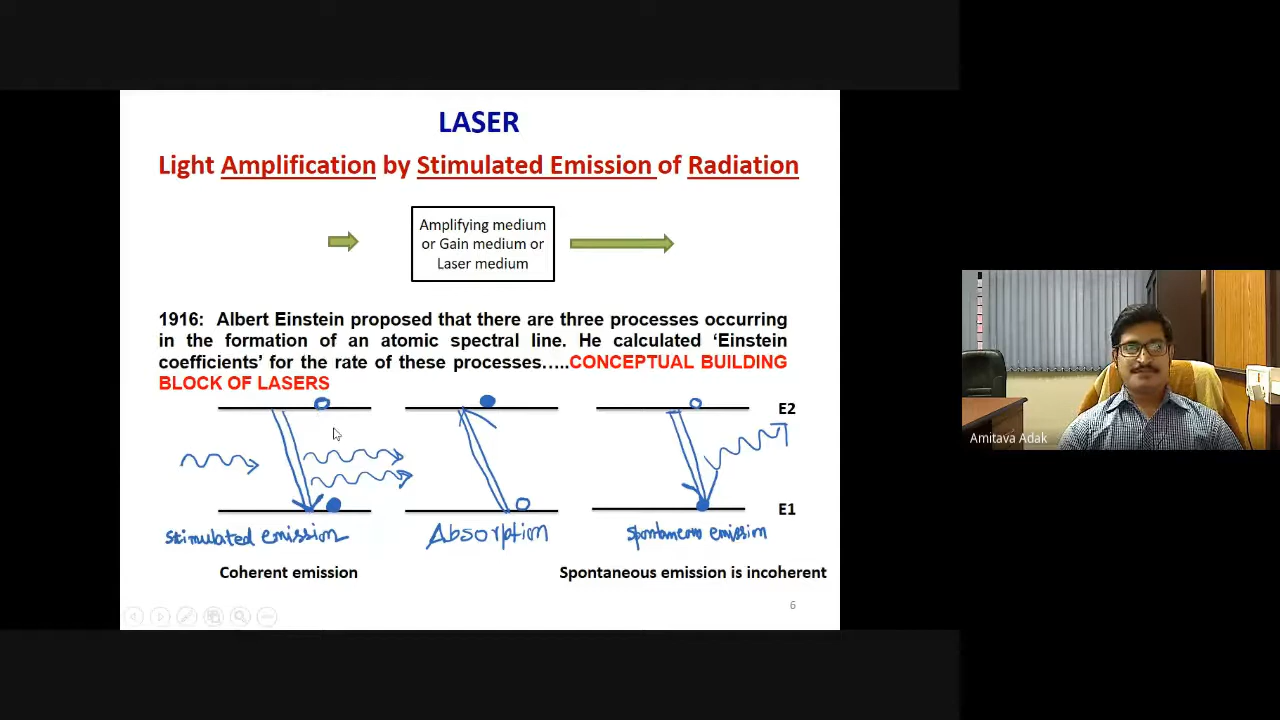 LASER
Light Amplification by Stimulated Emission of Radiation
Amplifying medium
or Gain medium or
Laser medium
1916: Albert Einstein proposed that there are three processes occurring
in the formation of an atomic spectral line. He calculated ‘Einstein
coefficients’ for the rate of these processes…..CONCEPTUAL BUILDING
BLOCK OF LASERS
E2
E1
Stimulated emission
Absorption
Spontaneous emission
Coherent emission
Spontaneous emission is incoherent
6
Amitava Adak